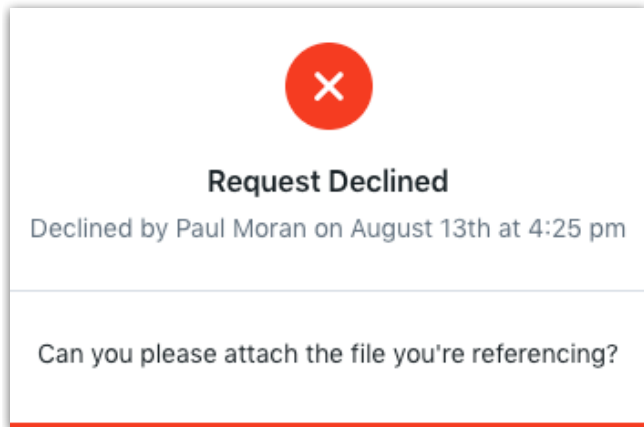 Request Declined
Declined by Paul Moran on August 13th at 4:25 pm
Can you please attach the file you're referencing?